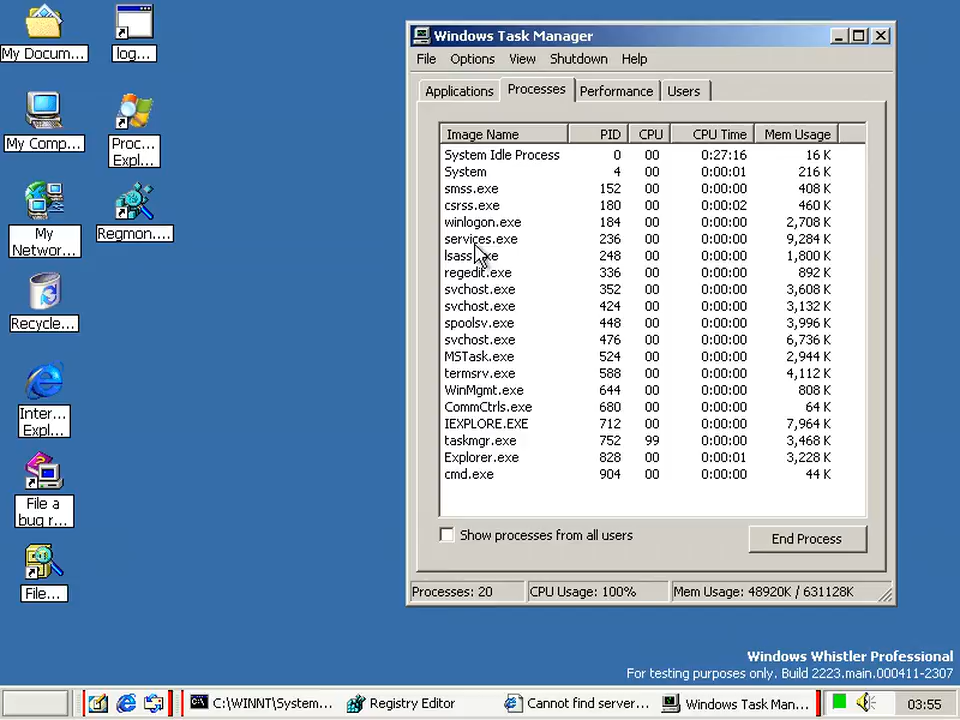 My Docum...
log...
My Comp...
Proc...
Expl...
My
Networ...
Regmon....
Recycle...
Inter...
Expl...
File a
bug r...
File...
Windows Task Manager
File Options View Shutdown Help
Applications Processes Performance Users
Image Name PID CPU CPU Time Mem Usage
System Idle Process 0 00 0:27:16 16 K
System 4 00 0:00:01 216 K
smss.exe 152 00 0:00:00 408 K
csrss.exe 180 00 0:00:02 460 K
winlogon.exe 184 00 0:00:00 2,708 K
services.exe 236 00 0:00:00 9,284 K
lsass.exe 248 00 0:00:00 1,800 K
regedit.exe 336 00 0:00:00 892 K
svchost.exe 352 00 0:00:00 3,608 K
svchost.exe 424 00 0:00:00 3,132 K
spoolsv.exe 448 00 0:00:00 3,996 K
svchost.exe 476 00 0:00:00 6,736 K
MSTask.exe 524 00 0:00:00 2,944 K
termsrv.exe 588 00 0:00:00 4,112 K
WinMgmt.exe 644 00 0:00:00 808 K
CommCtrls.exe 680 00 0:00:00 64 K
IEXPLORE.EXE 712 00 0:00:00 7,964 K
taskmgr.exe 752 99 0:00:00 3,468 K
Explorer.exe 828 00 0:00:01 3,228 K
cmd.exe 904 00 0:00:00 44 K
Show processes from all users
End Process
Processes: 20 CPU Usage: 100% Mem Usage: 48920K / 631128K
Windows Whistler Professional
For testing purposes only. Build 2223.main.000411-2307
C:\WINNT\System... Registry Editor Cannot find server... Windows Task Man... 03:55